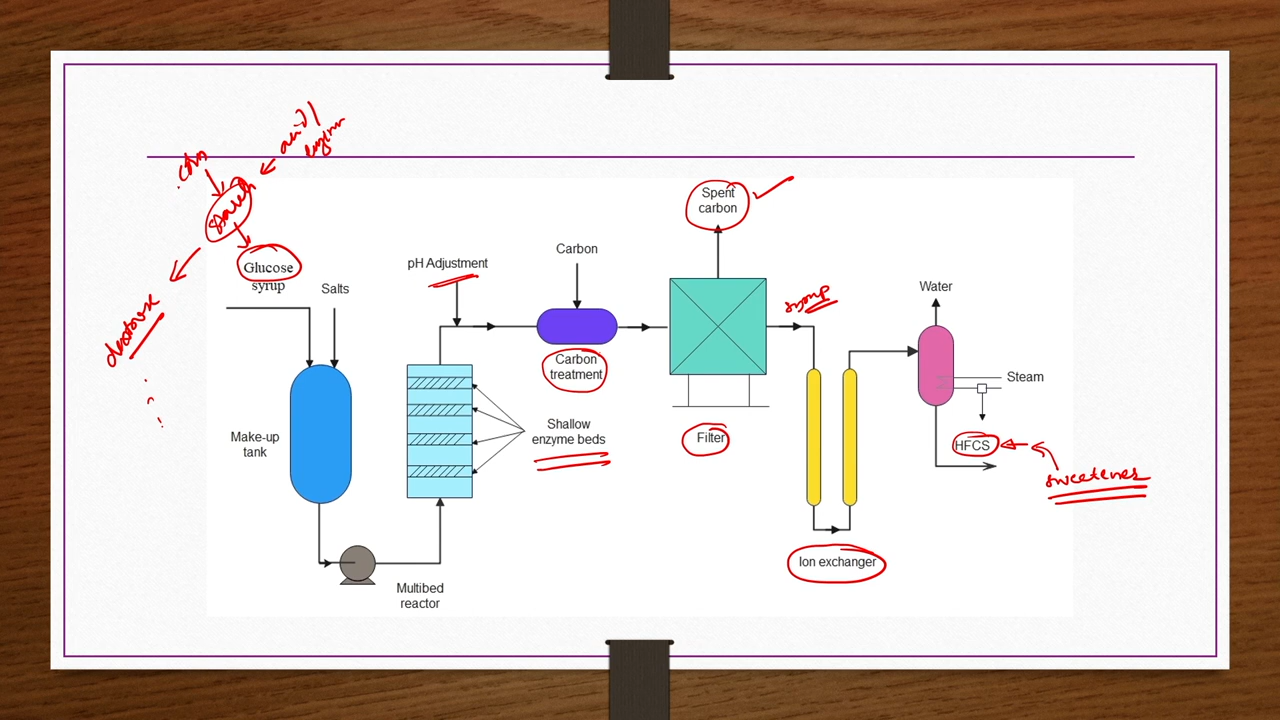 acid/
enzyme
corn
starch
Glucose
syrup
Salts
dextrose
Make-up
tank
pH Adjustment
Multibed
reactor
Shallow
enzyme beds
Carbon
Carbon
treatment
Spent
carbon
Filter
syrup
Ion exchanger
Water
Steam
HFCS
sweetener